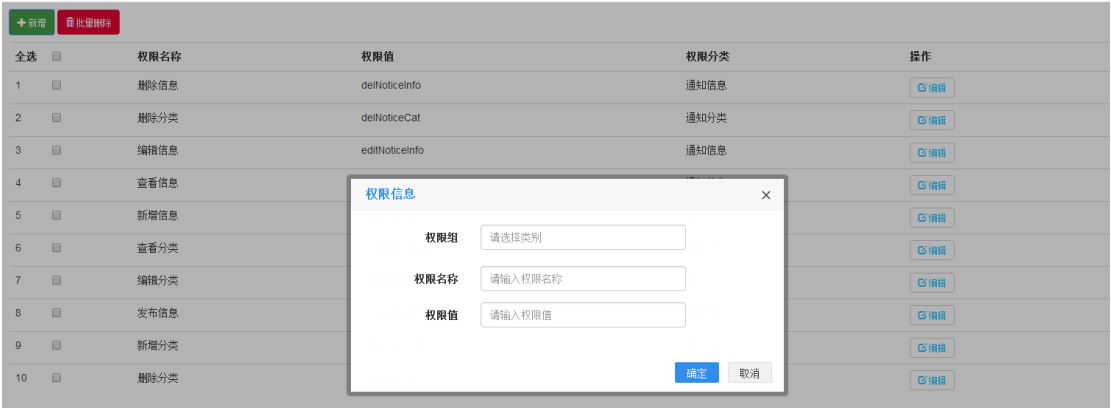 新增 批里删除
全选 权限名称 权限值 权限分类 操作
1 删除信息 delNoticeInfo 通知信息 编辑
2 删除分类 delNoticeCat 通知分类 编辑
3 编辑信息 editNoticeInfo 通知信息 编辑
4 查看信息 编辑
5 新增信息 编辑
6 查看分类 编辑
7 编辑分类 编辑
8 发布信息 编辑
9 新增分类 编辑
10 删除分类 编辑
权限信息
权限组 请选择类别
权限名称 请输入权限名称
权限值 请输入权限值
确定 取消